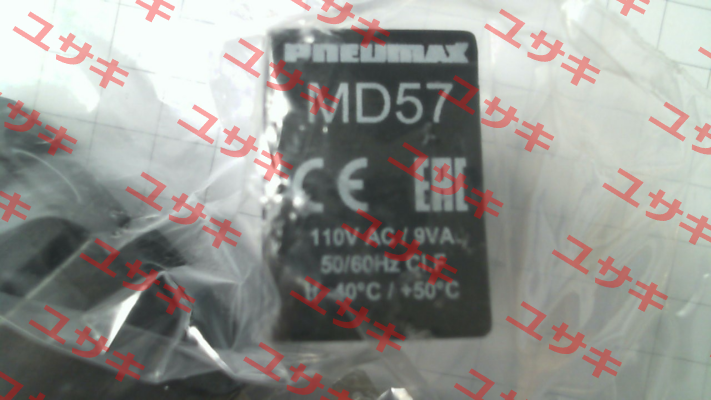 PNEUMAX
MD57
CE EAC
110V AC / 9VA
50/60Hz Cl.F
-40°C / +50°C
ユサキ